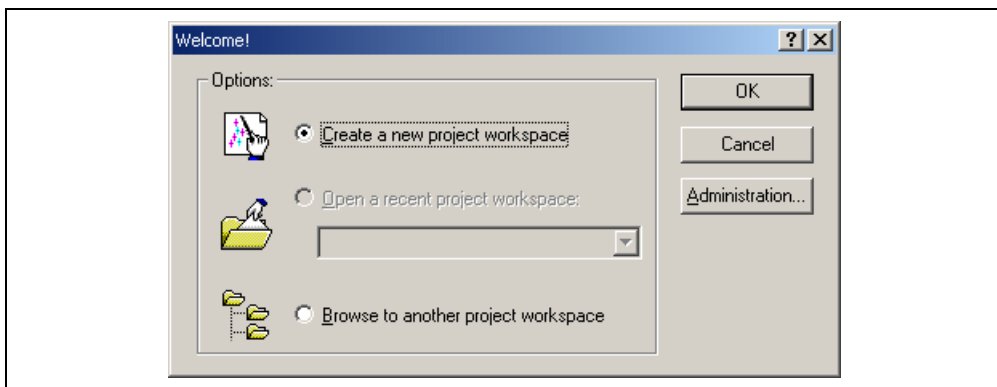 Welcome!
Options:
Create a new project workspace
Open a recent project workspace:
Browse to another project workspace
OK
Cancel
Administration...